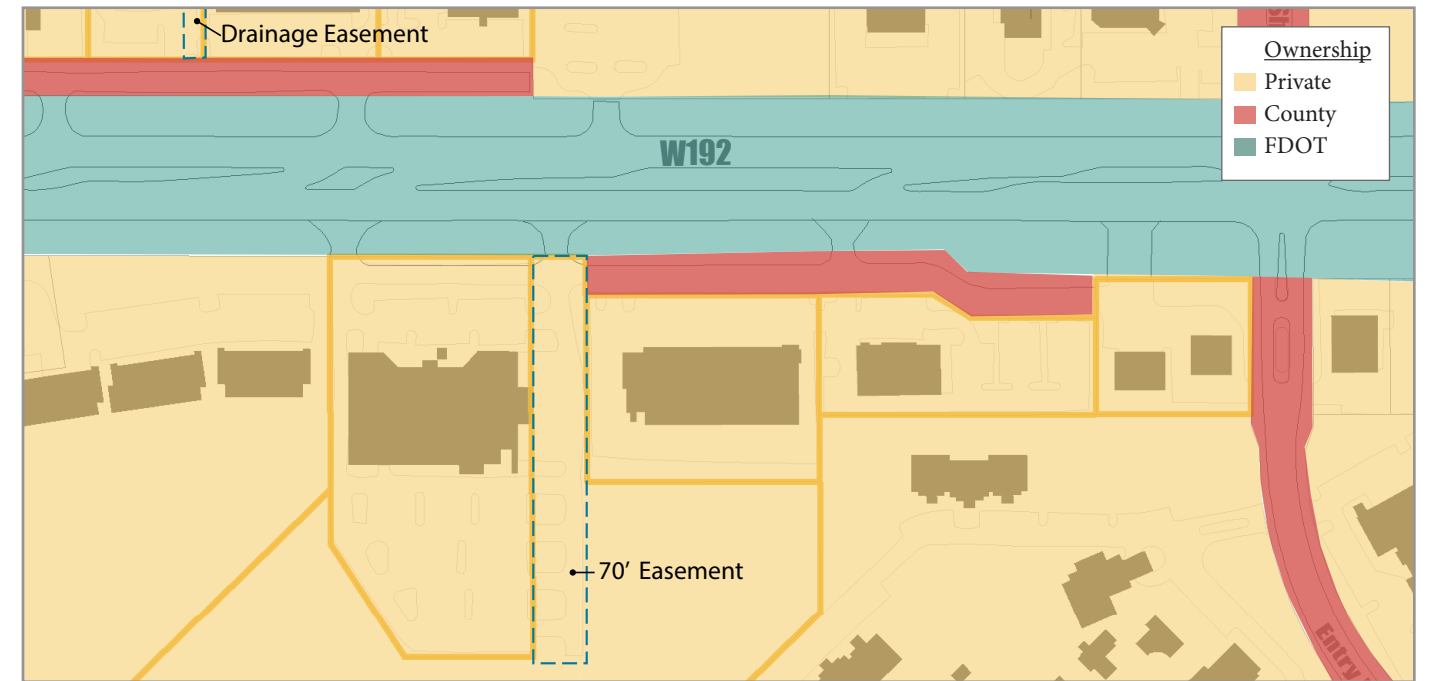 Drainage Easement
Ownership
Private
County
FDOT
W192
70’ Easement
Entry